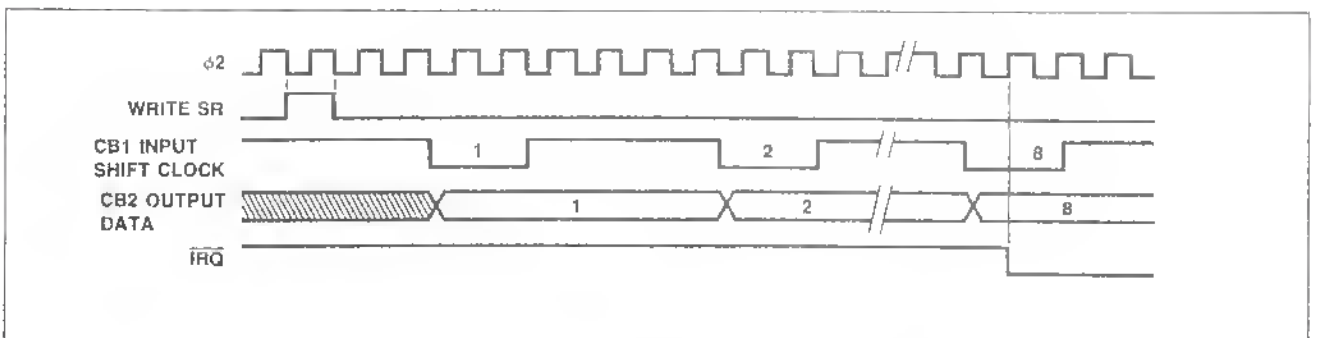 ϕ2
WRITE SR
CB1 INPUT
SHIFT CLOCK
1
2
8
CB2 OUTPUT
DATA
1
2
8
IRQ